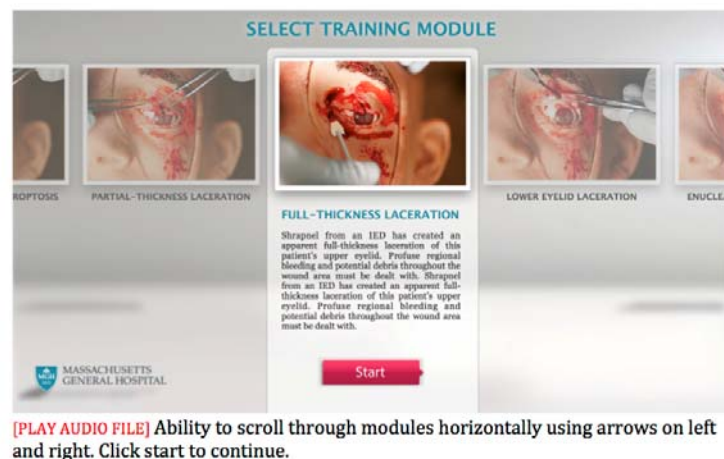 SELECT TRAINING MODULE
ROPTOSIS
PARTIAL-THICKNESS LACERATION
LOWER EYELID LACERATION
ENUCLE
FULL-THICKNESS LACERATION
Shrapnel from an IED has created an
apparent full-thickness laceration of this
patient's upper eyelid. Profuse regional
bleeding and potential debris throughout the
wound area must be dealt with. Shrapnel
from an IED has created an apparent full-
thickness laceration of this patient's upper
eyelid. Profuse regional bleeding and
potential debris throughout the wound area
must be dealt with.
Start
MGH
MASSACHUSETTS
GENERAL HOSPITAL
[PLAY AUDIO FILE] Ability to scroll through modules horizontally using arrows on left
and right. Click start to continue.